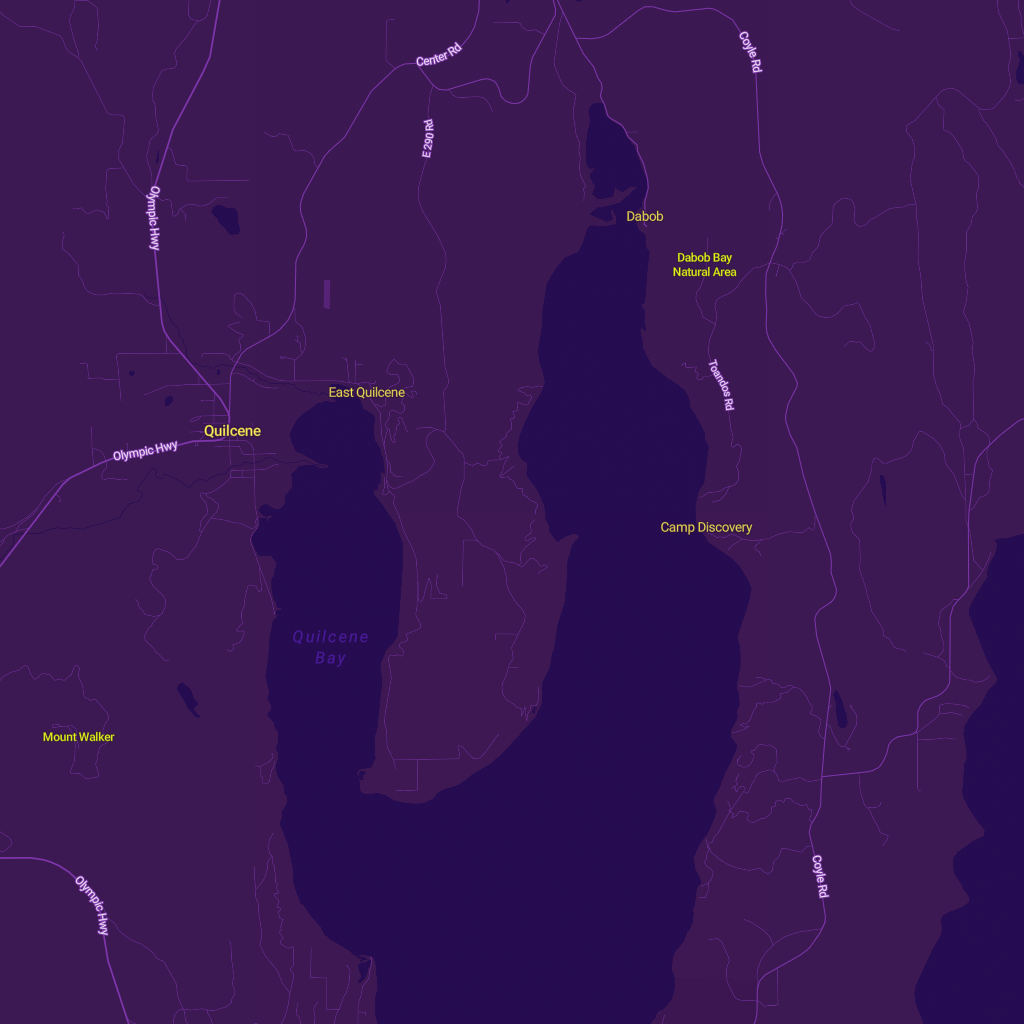 Center Rd
Coyle Rd
E 290 Rd
Olympic Hwy
Dabob
Dabob Bay
Natural Area
Toandos Rd
East Quilcene
Quilcene
Olympic Hwy
Camp Discovery
Quilcene
Bay
Mount Walker
Coyle Rd
Olympic Hwy